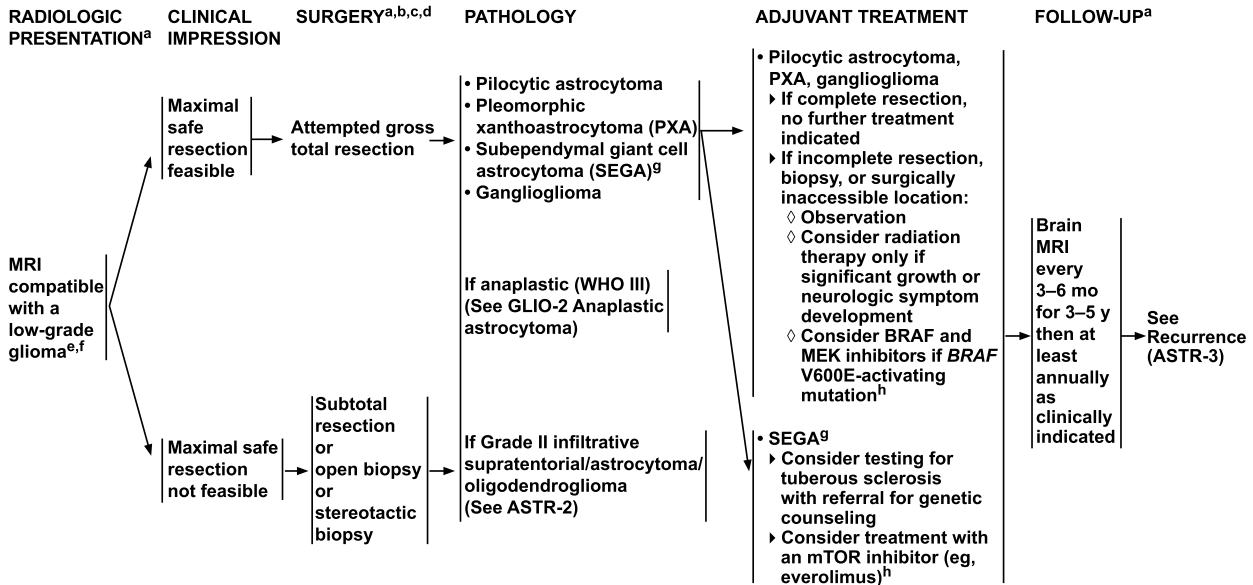 RADIOLOGIC
PRESENTATIONa
CLINICAL
IMPRESSION
SURGERYa,b,c,d
PATHOLOGY
ADJUVANT TREATMENT
FOLLOW-UPa
MRI
compatible
with a
low-grade
gliomae,f
Maximal
safe
resection
feasible
Attempted gross
total resection
• Pilocytic astrocytoma
• Pleomorphic
xanthoastrocytoma (PXA)
• Subependymal giant cell
astrocytoma (SEGA)g
• Ganglioglioma
If anaplastic (WHO III)
(See GLIO-2 Anaplastic
astrocytoma)
Maximal safe
resection
not feasible
Subtotal
resection
or
open biopsy
or
stereotactic
biopsy
If Grade II infiltrative
supratentorial/astrocytoma/
oligodendroglioma
(See ASTR-2)
• Pilocytic astrocytoma,
PXA, ganglioglioma
‣ If complete resection,
no further treatment
indicated
‣ If incomplete resection,
biopsy, or surgically
inaccessible location:
◊ Observation
◊ Consider radiation
therapy only if
significant growth or
neurologic symptom
development
◊ Consider BRAF and
MEK inhibitors if BRAF
V600E-activating
mutationh
• SEGAg
‣ Consider testing for
tuberous sclerosis
with referral for genetic
counseling
‣ Consider treatment with
an mTOR inhibitor (eg,
everolimus)h
Brain
MRI
every
3–6 mo
for 3–5 y
then at
least
annually
as
clinically
indicated
See
Recurrence
(ASTR-3)